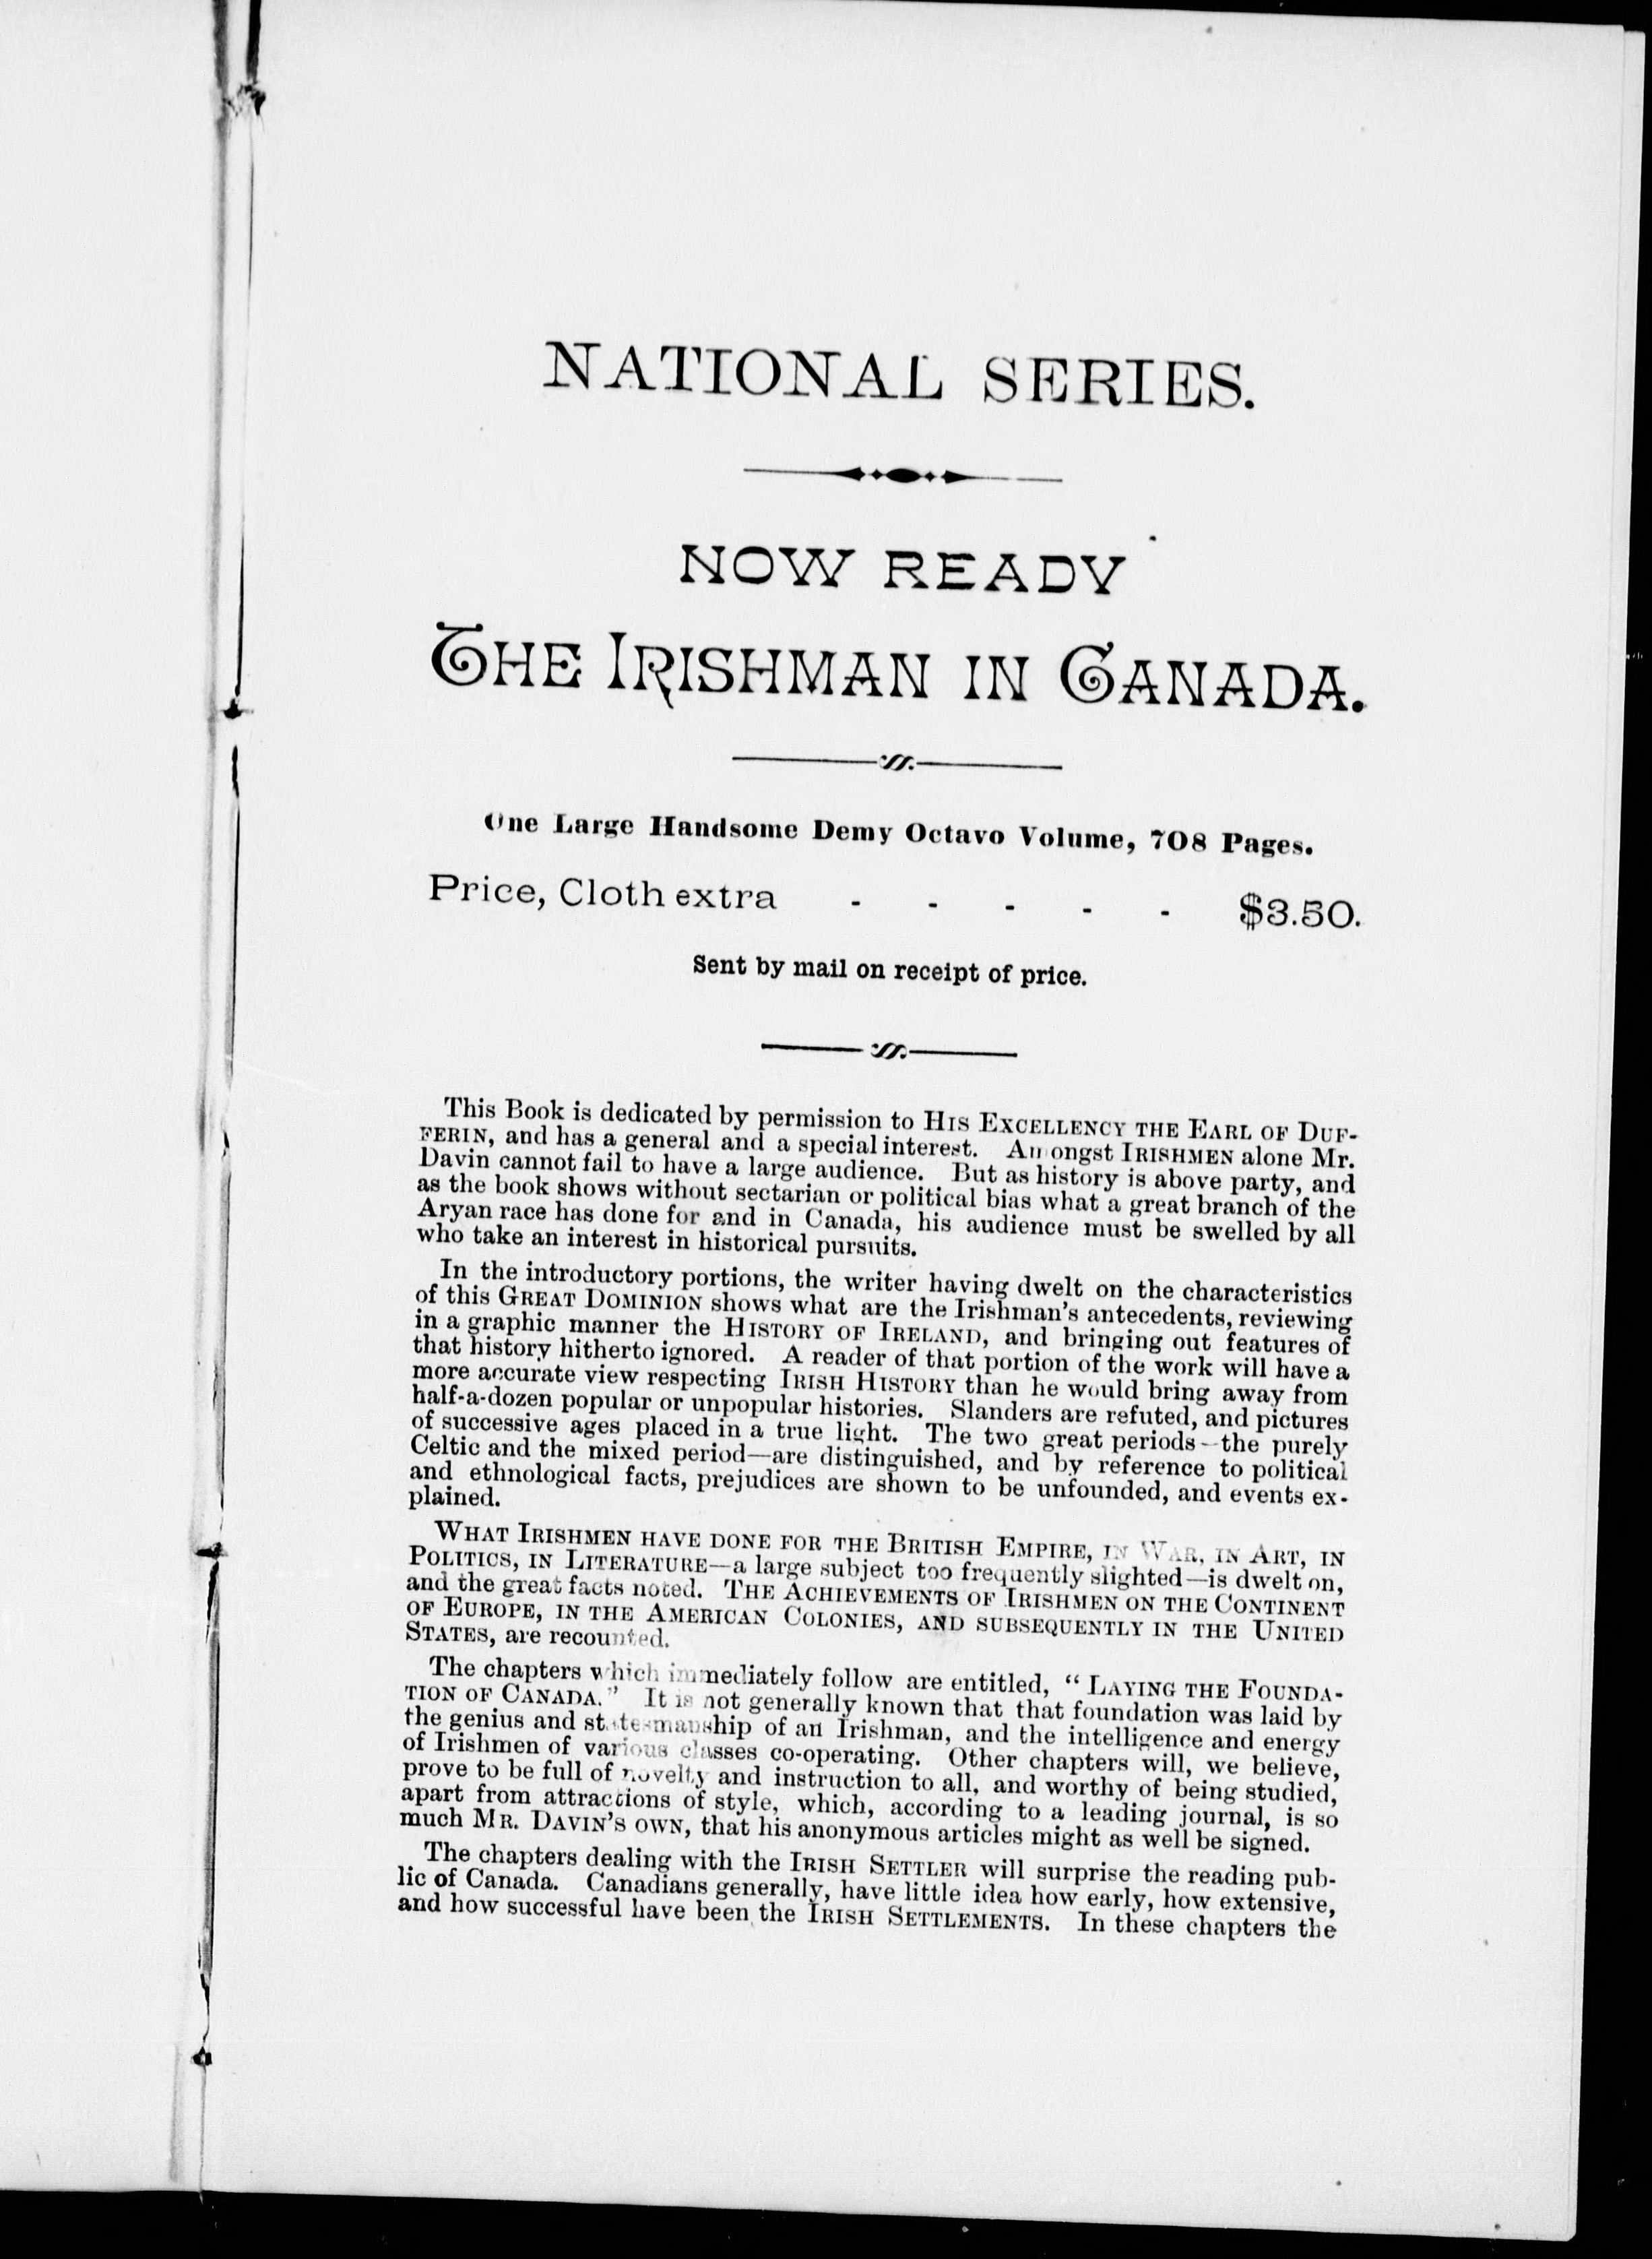 NATIONAL SERIES.
NOW READY
THE IRISHMAN IN CANADA.
One Large Handsome Demy Octavo Volume, 708 Pages.
Price, Cloth extra - - - - - $3.50.
Sent by mail on receipt of price.
This Book is dedicated by permission to HIS EXCELLENCY THE EARL OF DUF-
FERIN, and has a general and a special interest. Amongst IRISHMEN alone Mr.
Davin cannot fail to have a large audience. But as history is above party, and
as the book shows without sectarian or political bias what a great branch of the
Aryan race has done for and in Canada, his audience must be swelled by all
who take an interest in historical pursuits.
In the introductory portions, the writer having dwelt on the characteristics
of this GREAT DOMINION shows what are the Irishman's antecedents, reviewing
in a graphic manner the HISTORY OF IRELAND, and bringing out features of
that history hitherto ignored. A reader of that portion of the work will have a
more accurate view respecting IRISH HISTORY than he would bring away from
half-a-dozen popular or unpopular histories. Slanders are refuted, and pictures
of successive ages placed in a true light. The two great periods—the purely
Celtic and the mixed period—are distinguished, and by reference to political
and ethnological facts, prejudices are shown to be unfounded, and events ex-
plained.
WHAT IRISHMEN HAVE DONE FOR THE BRITISH EMPIRE, IN WAR, IN ART, IN
POLITICS, IN LITERATURE—a large subject too frequently slighted—is dwelt on,
and the great facts noted. THE ACHIEVEMENTS OF IRISHMEN ON THE CONTINENT
OF EUROPE, IN THE AMERICAN COLONIES, AND SUBSEQUENTLY IN THE UNITED
STATES, are recounted.
The chapters which immediately follow are entitled, "LAYING THE FOUNDA-
TION OF CANADA." It is not generally known that that foundation was laid by
the genius and statesmanship of an Irishman, and the intelligence and energy
of Irishmen of various classes co-operating. Other chapters will, we believe,
prove to be full of novelty and instruction to all, and worthy of being studied,
apart from attractions of style, which, according to a leading journal, is so
much MR. DAVIN'S OWN, that his anonymous articles might as well be signed.
The chapters dealing with the IRISH SETTLER will surprise the reading pub-
lic of Canada. Canadians generally, have little idea how early, how extensive,
and how successful have been the IRISH SETTLEMENTS. In these chapters the